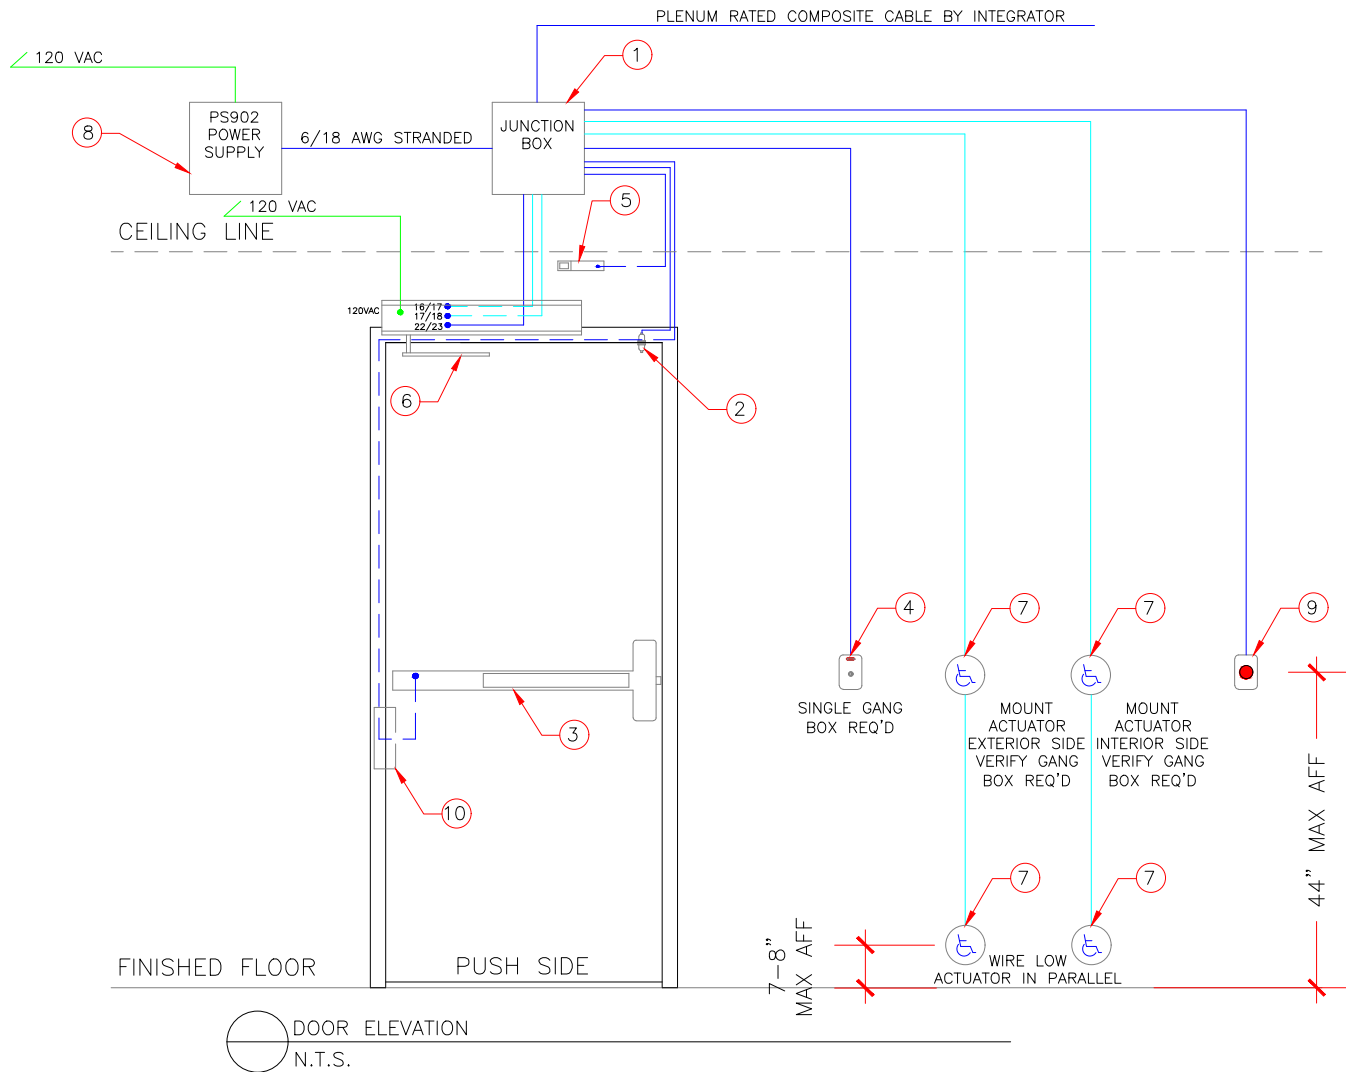 PLENUM RATED COMPOSITE CABLE BY INTEGRATOR
120 VAC
1
PS902
POWER
SUPPLY
8
6/18 AWG STRANDED
JUNCTION
BOX
120 VAC
5
CEILING LINE
120VAC
16/17
17/18
22/23
6
2
4
7
7
9
SINGLE GANG
BOX REQ'D
MOUNT
ACTUATOR
EXTERIOR SIDE
VERIFY GANG
BOX REQ'D
MOUNT
ACTUATOR
INTERIOR SIDE
VERIFY GANG
BOX REQ'D
3
10
44" MAX AFF
7
7
7-8"
MAX AFF
WIRE LOW
ACTUATOR IN PARALLEL
FINISHED FLOOR
PUSH SIDE
DOOR ELEVATION
N.T.S.